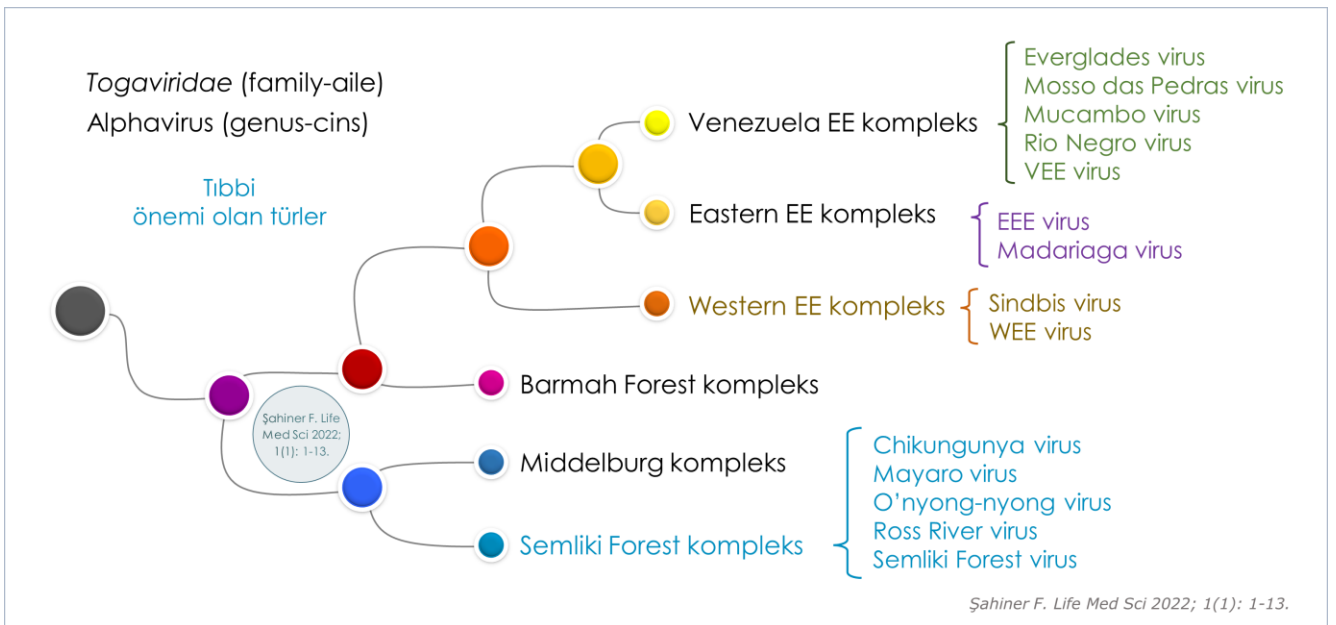 Togaviridae (family-aile)
Alphavirus (genus-cins)
Tıbbi
önemi olan türler
Venezuela EE kompleks
Everglades virus
Mosso das Pedras virus
Mucambo virus
Rio Negro virus
VEE virus
Eastern EE kompleks
EEE virus
Madariaga virus
Western EE kompleks
Sindbis virus
WEE virus
Barmah Forest kompleks
Şahiner F. Life
Med Sci 2022;
1(1): 1-13.
Middelburg kompleks
Semliki Forest kompleks
Chikungunya virus
Mayaro virus
O’nyong-nyong virus
Ross River virus
Semliki Forest virus
Şahiner F. Life Med Sci 2022; 1(1): 1-13.